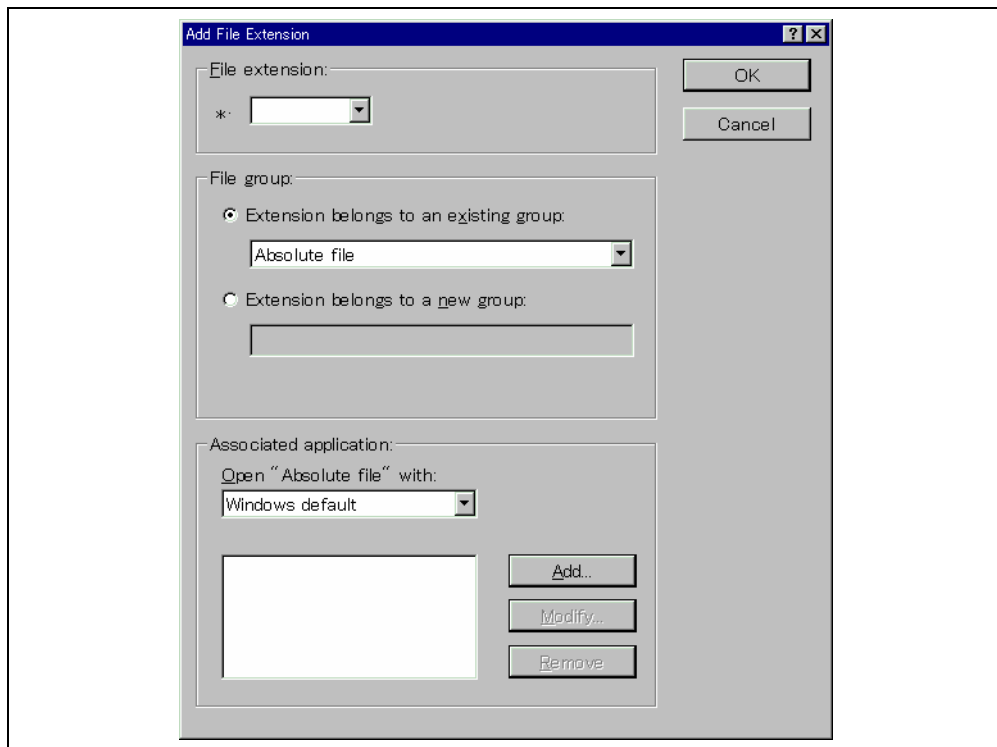 Add File Extension
File extension:
OK
*.
Cancel
File group:
Extension belongs to an existing group:
Absolute file
Extension belongs to a new group:
Associated application:
Open "Absolute file" with:
Windows default
Add...
Modify...
Remove